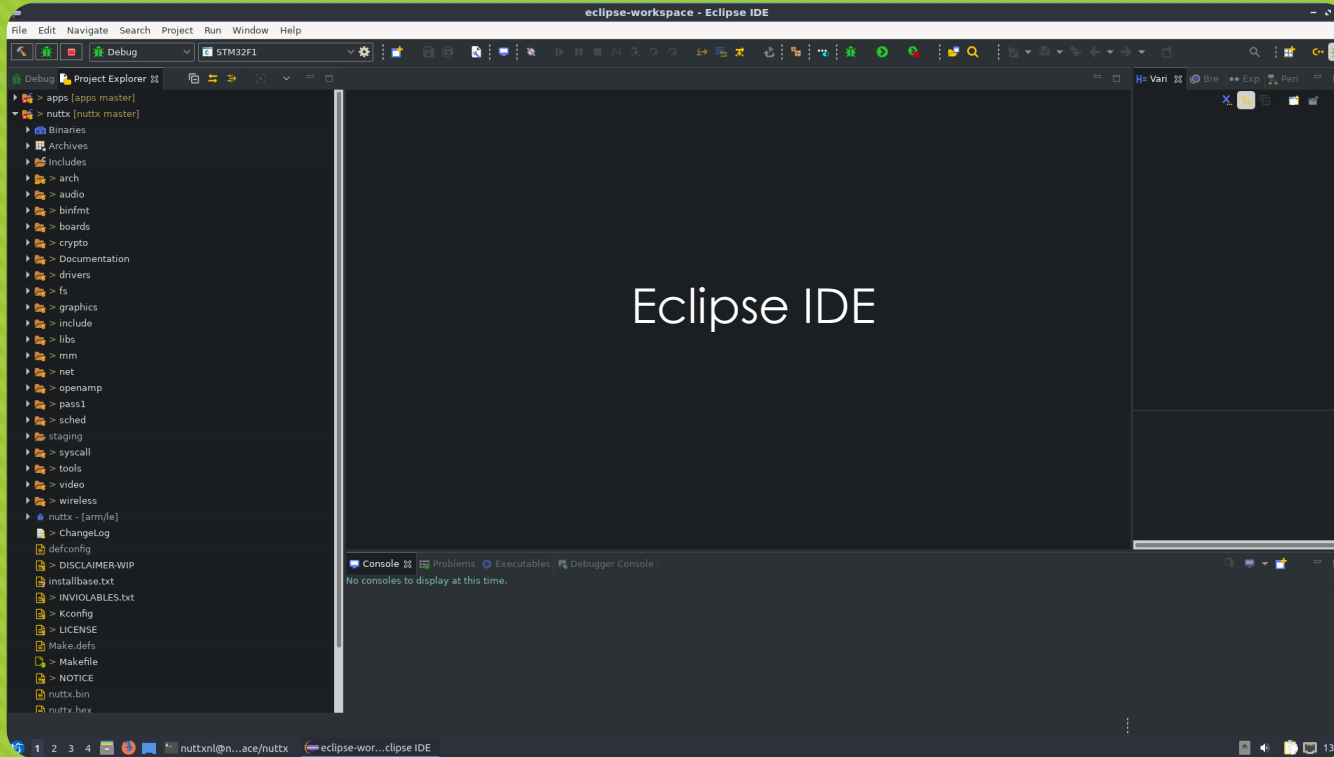 eclipse-workspace - Eclipse IDE
File Edit Navigate Search Project Run Window Help
Debug STM32F1
Debug Project Explorer
H= Vari Bre Exp Peri
> apps [apps master]
> nuttx [nuttx master]
Binaries
Archives
Includes
> arch
> audio
> binfmt
> boards
> crypto
> Documentation
> drivers
> fs
> graphics
> include
> libs
> mm
> net
> openamp
> pass1
> sched
staging
> syscall
> tools
> video
> wireless
nuttx - [arm/le]
> ChangeLog
defconfig
> DISCLAIMER-WIP
installbase.txt
> INVIOLABLES.txt
> Kconfig
> LICENSE
Make.defs
> Makefile
> NOTICE
nuttx.bin
nuttx.hex
Eclipse IDE
Console Problems Executables Debugger Console
No consoles to display at this time.
1 2 3 4 nuttxnl@n...ace/nuttx eclipse-wor...clipse IDE 13